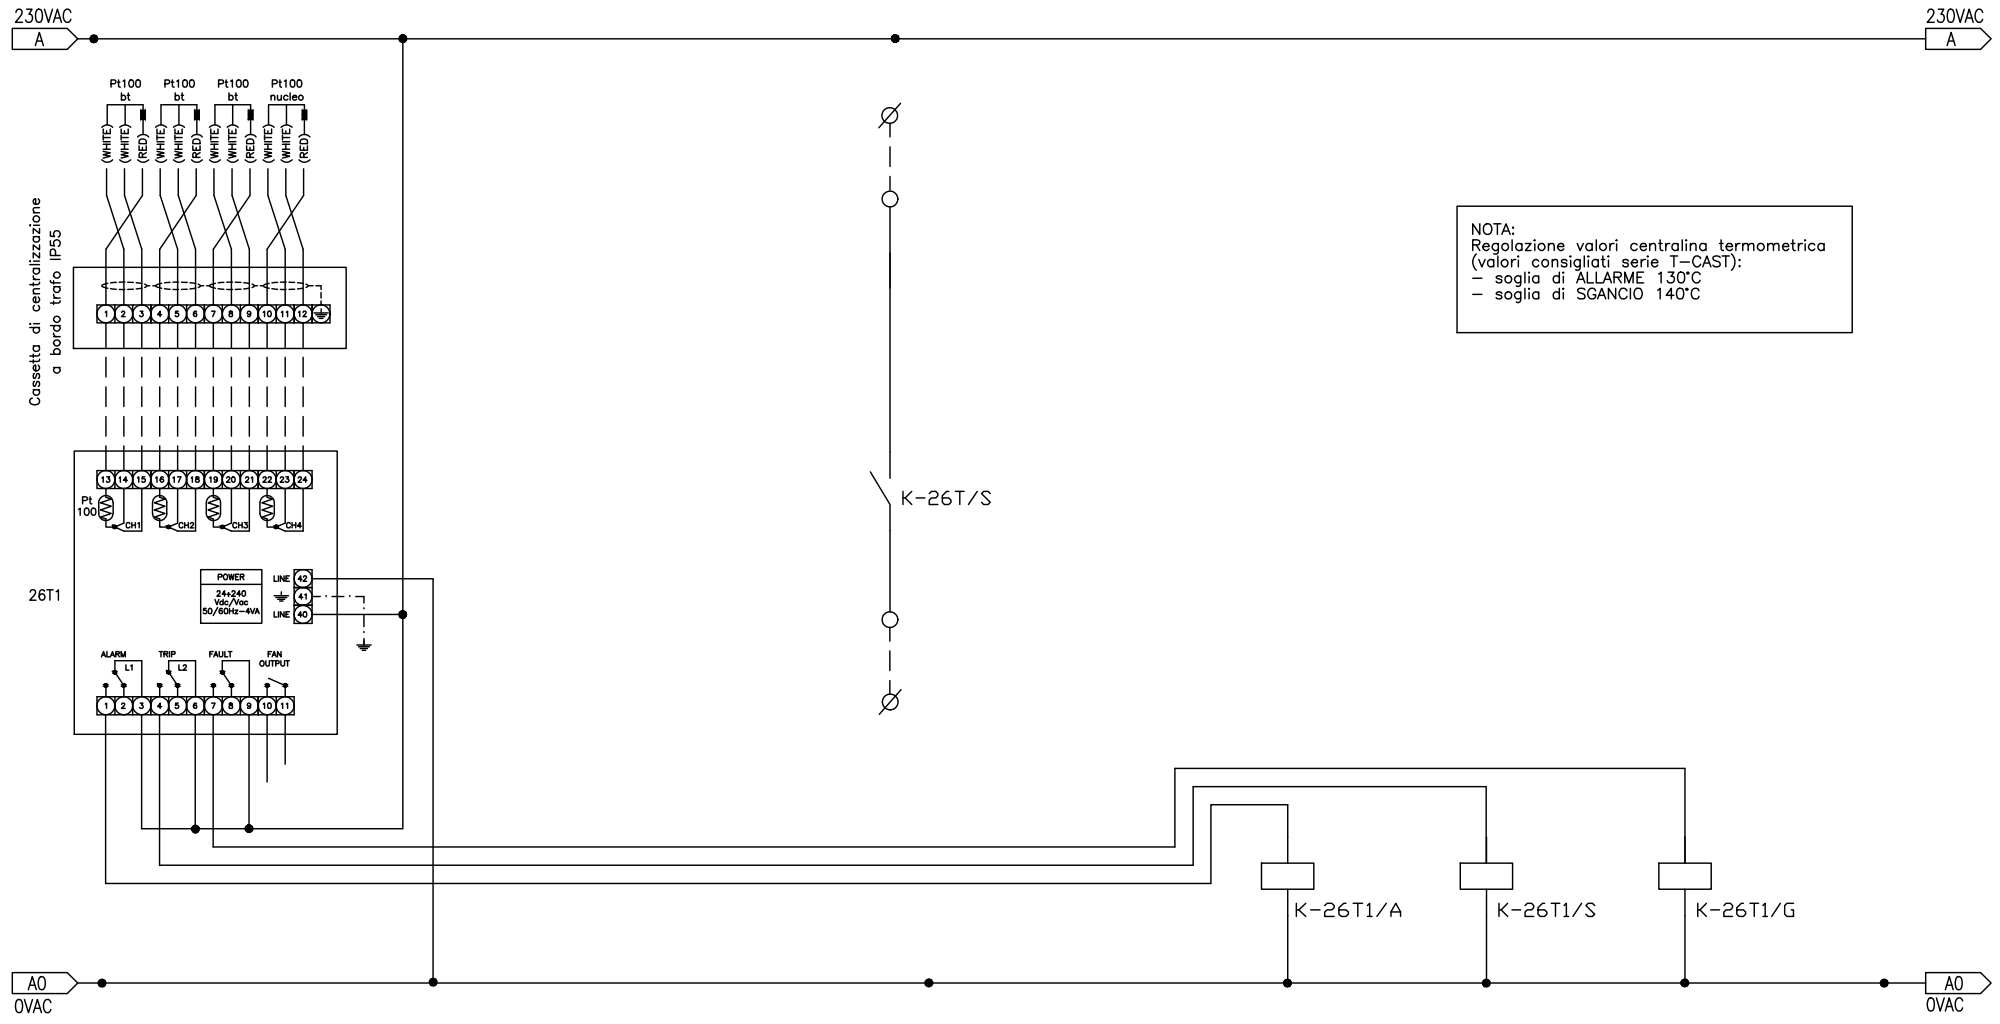 230VAC
A
230VAC
A
Pt100
bt
Pt100
bt
Pt100
bt
Pt100
nucleo
(WHITE)
(WHITE)
(RED)
(WHITE)
(WHITE)
(RED)
(WHITE)
(WHITE)
(RED)
(WHITE)
(WHITE)
(RED)
Cassetta di centralizzazione
a bordo trafo IP55
1 2 3 4 5 6 7 8 9 10 11 12
NOTA:
Regolazione valori centralina termometrica
(valori consigliati serie T-CAST):
- soglia di ALLARME 130°C
- soglia di SGANCIO 140°C
13 14 15 16 17 18 19 20 21 22 23 24
Pt
100
CH1
CH2
CH3
CH4
K-26T/S
26T1
POWER
24÷240
Vdc/Vac
50/60Hz-4VA
LINE 42
41
LINE 40
ALARM
L1
TRIP
L2
FAULT
FAN
OUTPUT
1 2 3 4 5 6 7 8 9 10 11
K-26T1/A
K-26T1/S
K-26T1/G
A0
0VAC
A0
0VAC